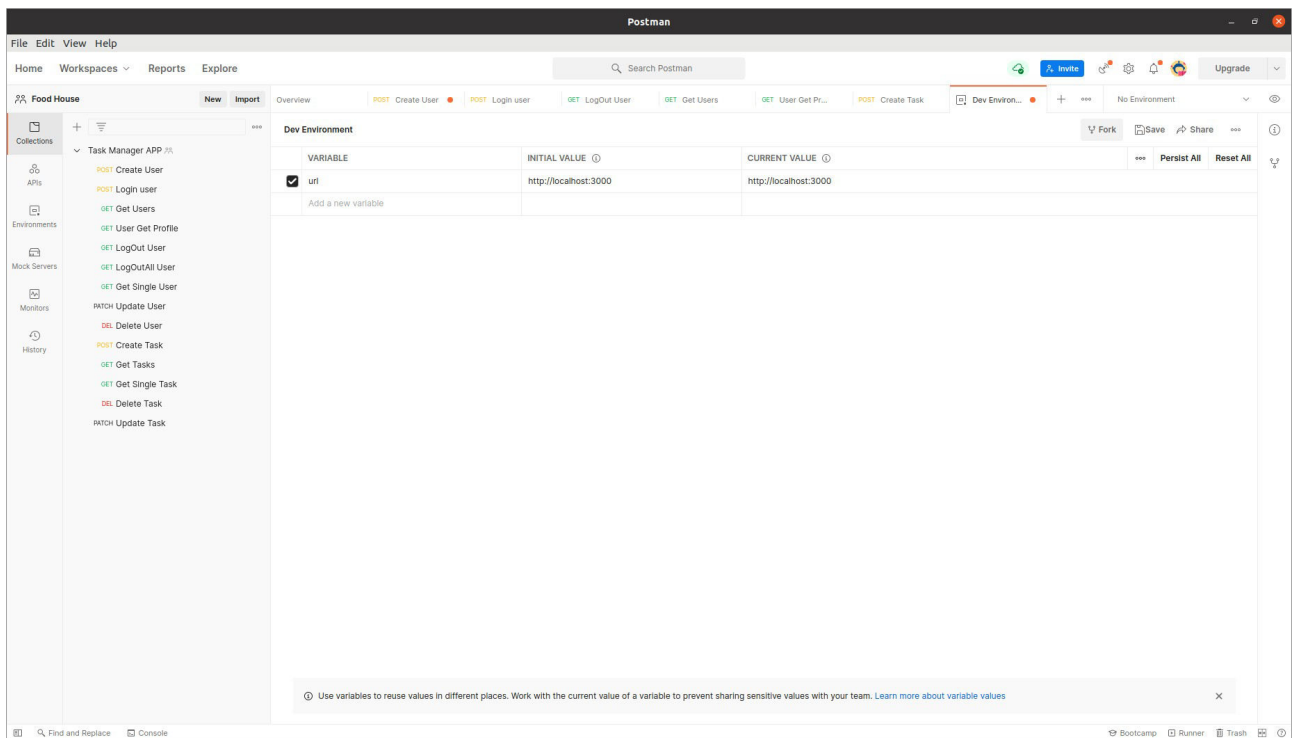 Postman
File Edit View Help
Home Workspaces Reports Explore Search Postman Invite Upgrade
Food House New Import Overview POST Create User POST Login user GET LogOut User GET Get Users GET User Get Pr... POST Create Task Dev Environ... No Environment
Collections
APIs
Environments
Mock Servers
Monitors
History
Task Manager APP
POST Create User
POST Login user
GET Get Users
GET User Get Profile
GET LogOut User
GET LogOutAll User
GET Get Single User
PATCH Update User
DEL Delete User
POST Create Task
GET Get Tasks
GET Get Single Task
DEL Delete Task
PATCH Update Task
Dev Environment Fork Save Share
VARIABLE INITIAL VALUE CURRENT VALUE Persist All Reset All
url http://localhost:3000 http://localhost:3000
Add a new variable
Use variables to reuse values in different places. Work with the current value of a variable to prevent sharing sensitive values with your team. Learn more about variable values
Find and Replace Console Bootcamp Runner Trash